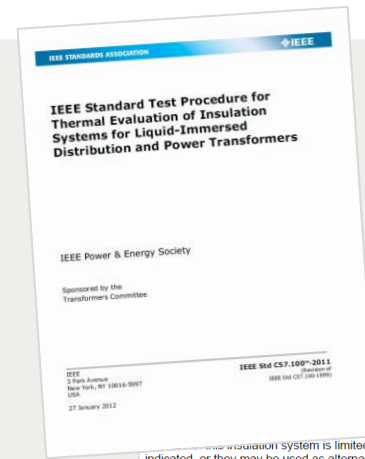 IEEE STANDARDS ASSOCIATION
IEEE
IEEE Standard Test Procedure for
Thermal Evaluation of Insulation
Systems for Liquid-Immersed
Distribution and Power Transformers
IEEE Power & Energy Society
Sponsored by the
Transformers Committee
IEEE
3 Park Avenue
New York, NY 10016-5997
USA
27 January 2012
IEEE Std C57.100™-2011
(Revision of
IEEE Std C57.100-1999)
this insulation system is limited
indicated, or they may be used as alterna